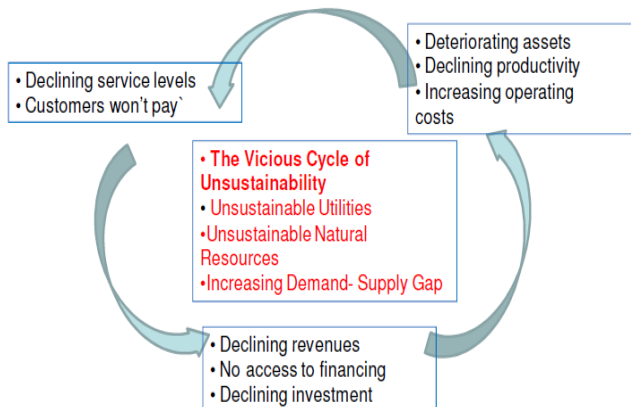 • Declining service levels
• Customers won't pay`
• Deteriorating assets
• Declining productivity
• Increasing operating
costs
• The Vicious Cycle of
Unsustainability
• Unsustainable Utilities
•Unsustainable Natural
Resources
•Increasing Demand- Supply Gap
• Declining revenues
• No access to financing
• Declining investment